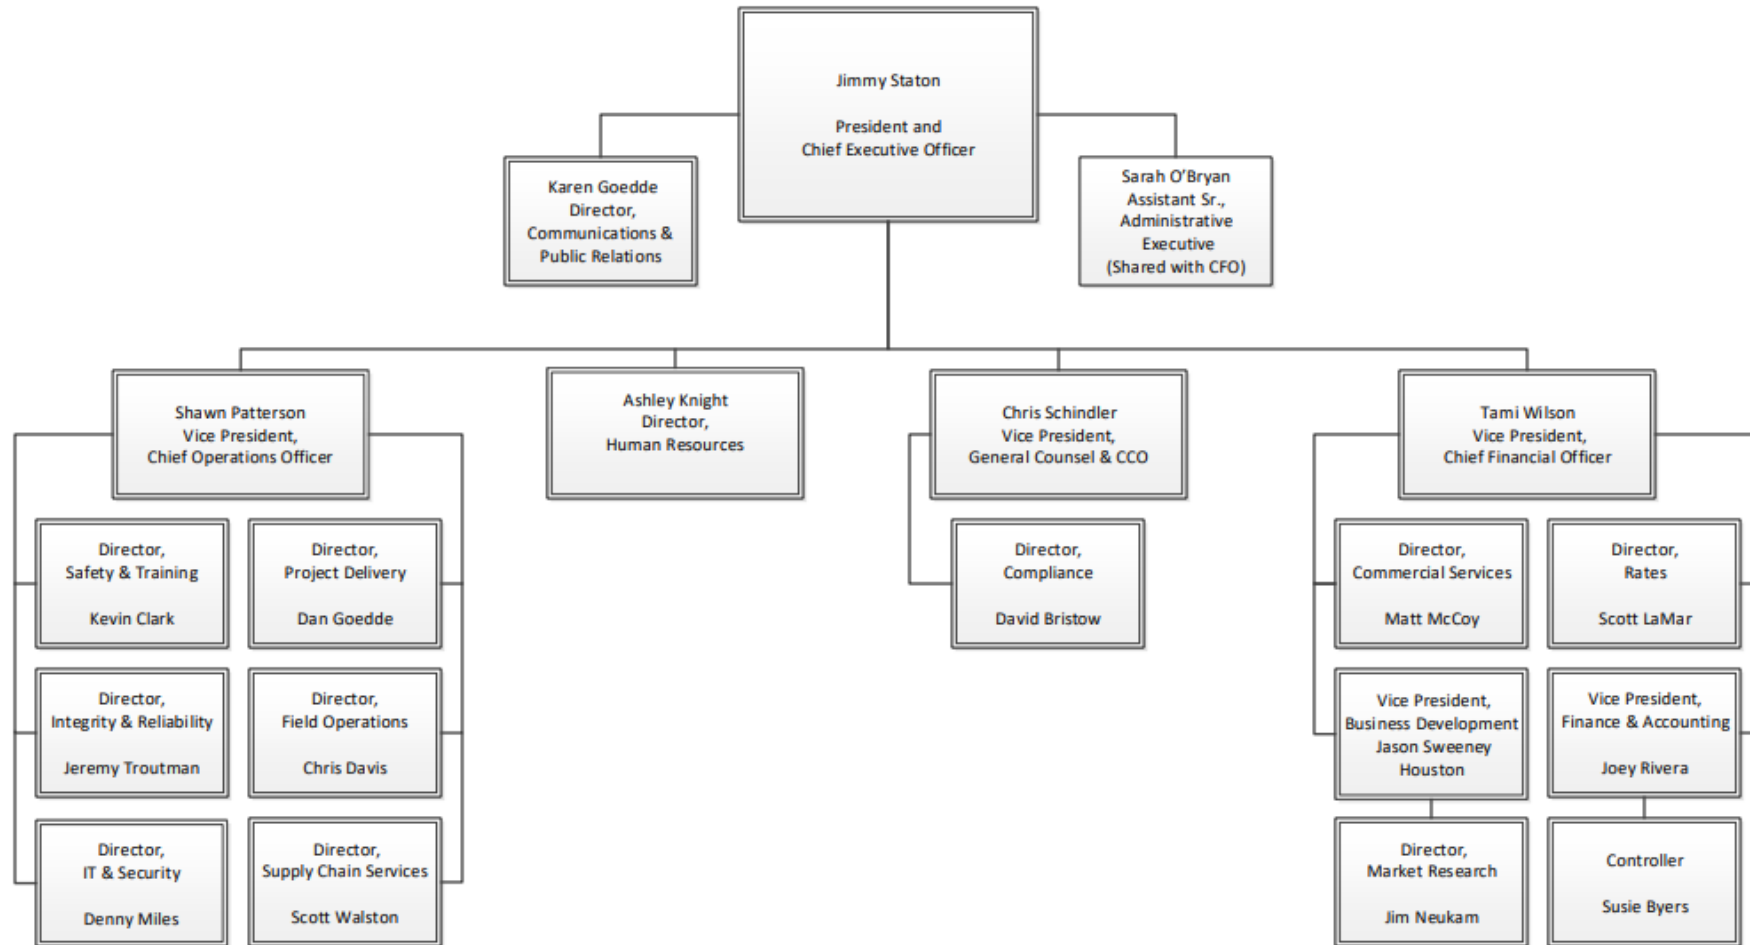 Jimmy Staton
President and
Chief Executive Officer
Karen Goedde
Director,
Communications &
Public Relations
Sarah O’Bryan
Assistant Sr.,
Administrative
Executive
(Shared with CFO)
Shawn Patterson
Vice President,
Chief Operations Officer
Ashley Knight
Director,
Human Resources
Chris Schindler
Vice President,
General Counsel & CCO
Tami Wilson
Vice President,
Chief Financial Officer
Director,
Safety & Training
Kevin Clark
Director,
Project Delivery
Dan Goedde
Director,
Compliance
David Bristow
Director,
Commercial Services
Matt McCoy
Director,
Rates
Scott LaMar
Director,
Integrity & Reliability
Jeremy Troutman
Director,
Field Operations
Chris Davis
Vice President,
Business Development
Jason Sweeney
Houston
Vice President,
Finance & Accounting
Joey Rivera
Director,
IT & Security
Denny Miles
Director,
Supply Chain Services
Scott Walston
Director,
Market Research
Jim Neukam
Controller
Susie Byers